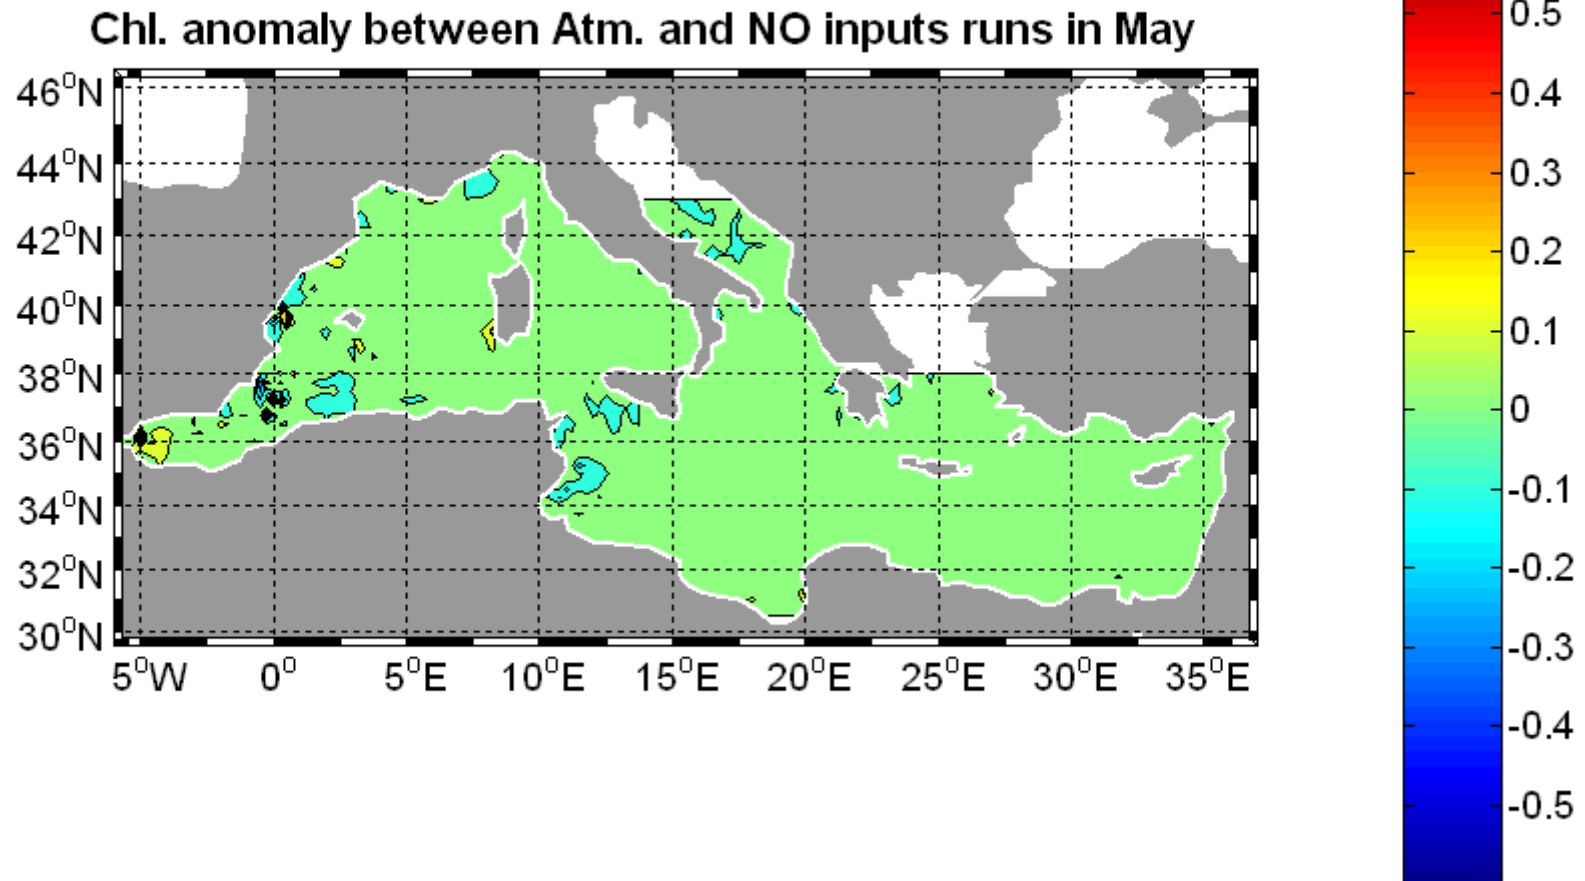 Chl. anomaly between Atm. and NO inputs runs in May
46°N
44°N
42°N
40°N
38°N
36°N
34°N
32°N
30°N
5°W 0° 5°E 10°E 15°E 20°E 25°E 30°E 35°E
0.5
0.4
0.3
0.2
0.1
0
-0.1
-0.2
-0.3
-0.4
-0.5